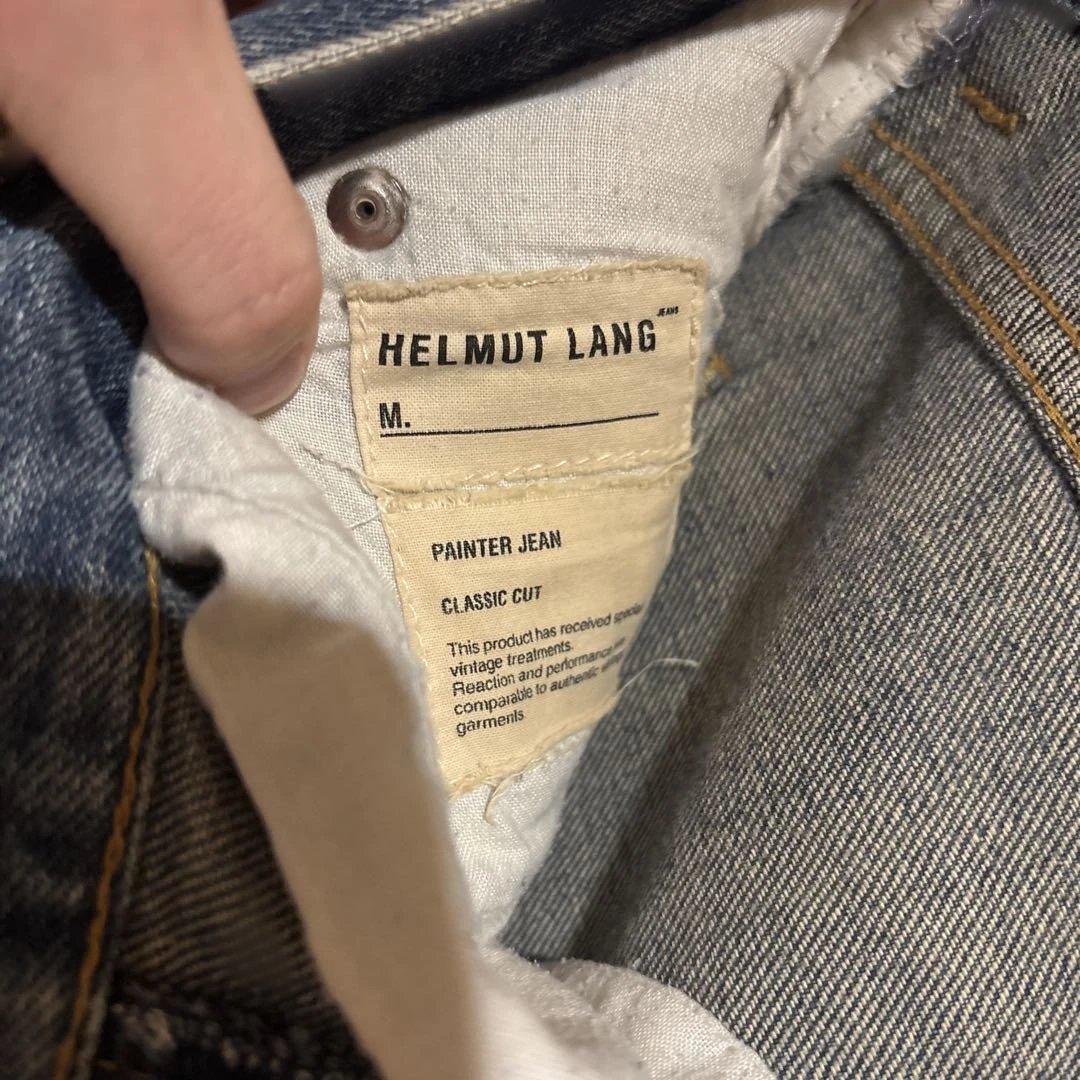 HELMUT LANG JEANS
M.
PAINTER JEAN
CLASSIC CUT
This product has received special
vintage treatments.
Reaction and performance
comparable to authentic
garments